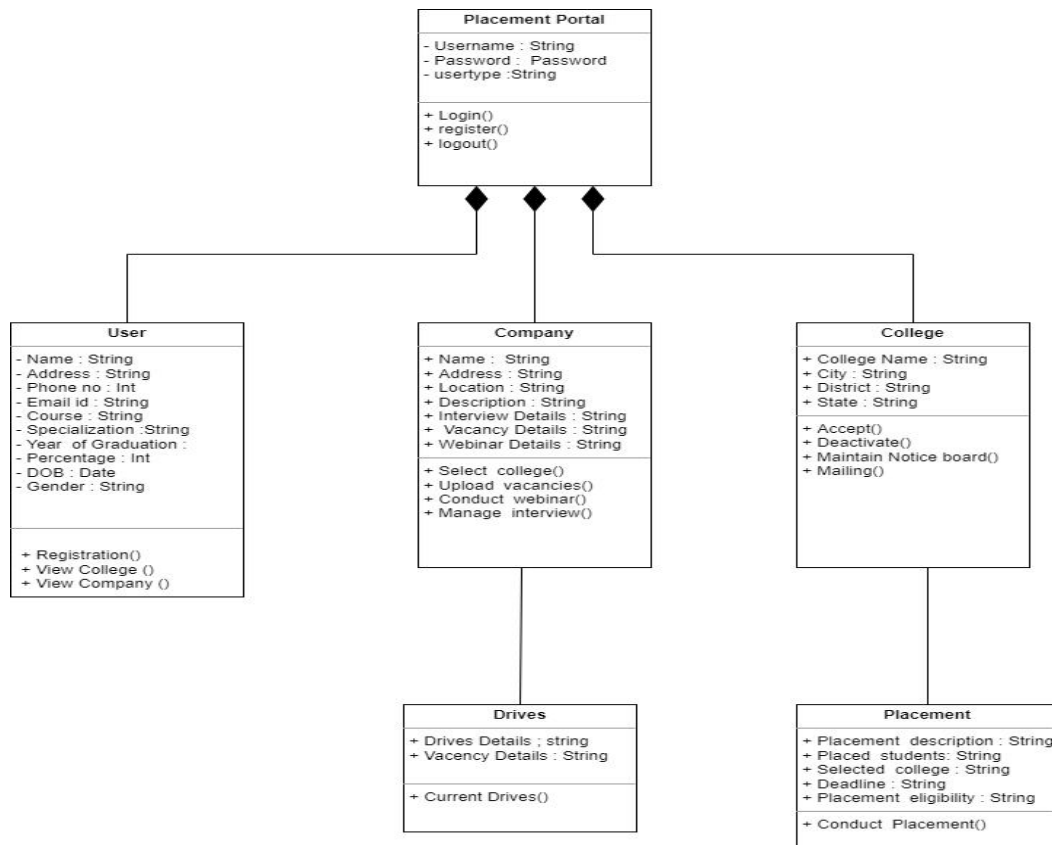 Placement Portal
- Username : String
- Password :  Password
- usertype :String
+ Login()
+ register()
+ logout()
User
- Name : String
- Address : String
- Phone no : Int
- Email id : String
- Course : String
- Specialization :String
- Year  of Graduation :
- Percentage : Int
- DOB : Date
- Gender : String
+ Registration()
+ View College ()
+ View Company ()
Company
+ Name :  String
+ Address : String
+ Location : String
+ Description : String
+ Interview Details : String
+  Vacancy Details : String
+ Webinar Details : String
+ Select  college()
+ Upload  vacancies()
+ Conduct  webinar()
+ Manage  interview()
College
+ College Name : String
+ City : String
+ District : String
+ State : String
+ Accept()
+ Deactivate()
+ Maintain Notice board()
+ Mailing()
Drives
+ Drives Details ; string
+ Vacency Details : String
+ Current Drives()
Placement
+ Placement  description : String
+ Placed  students: String
+ Selected college : String
+ Deadline : String
+ Placement  eligibility : String
+ Conduct  Placement()